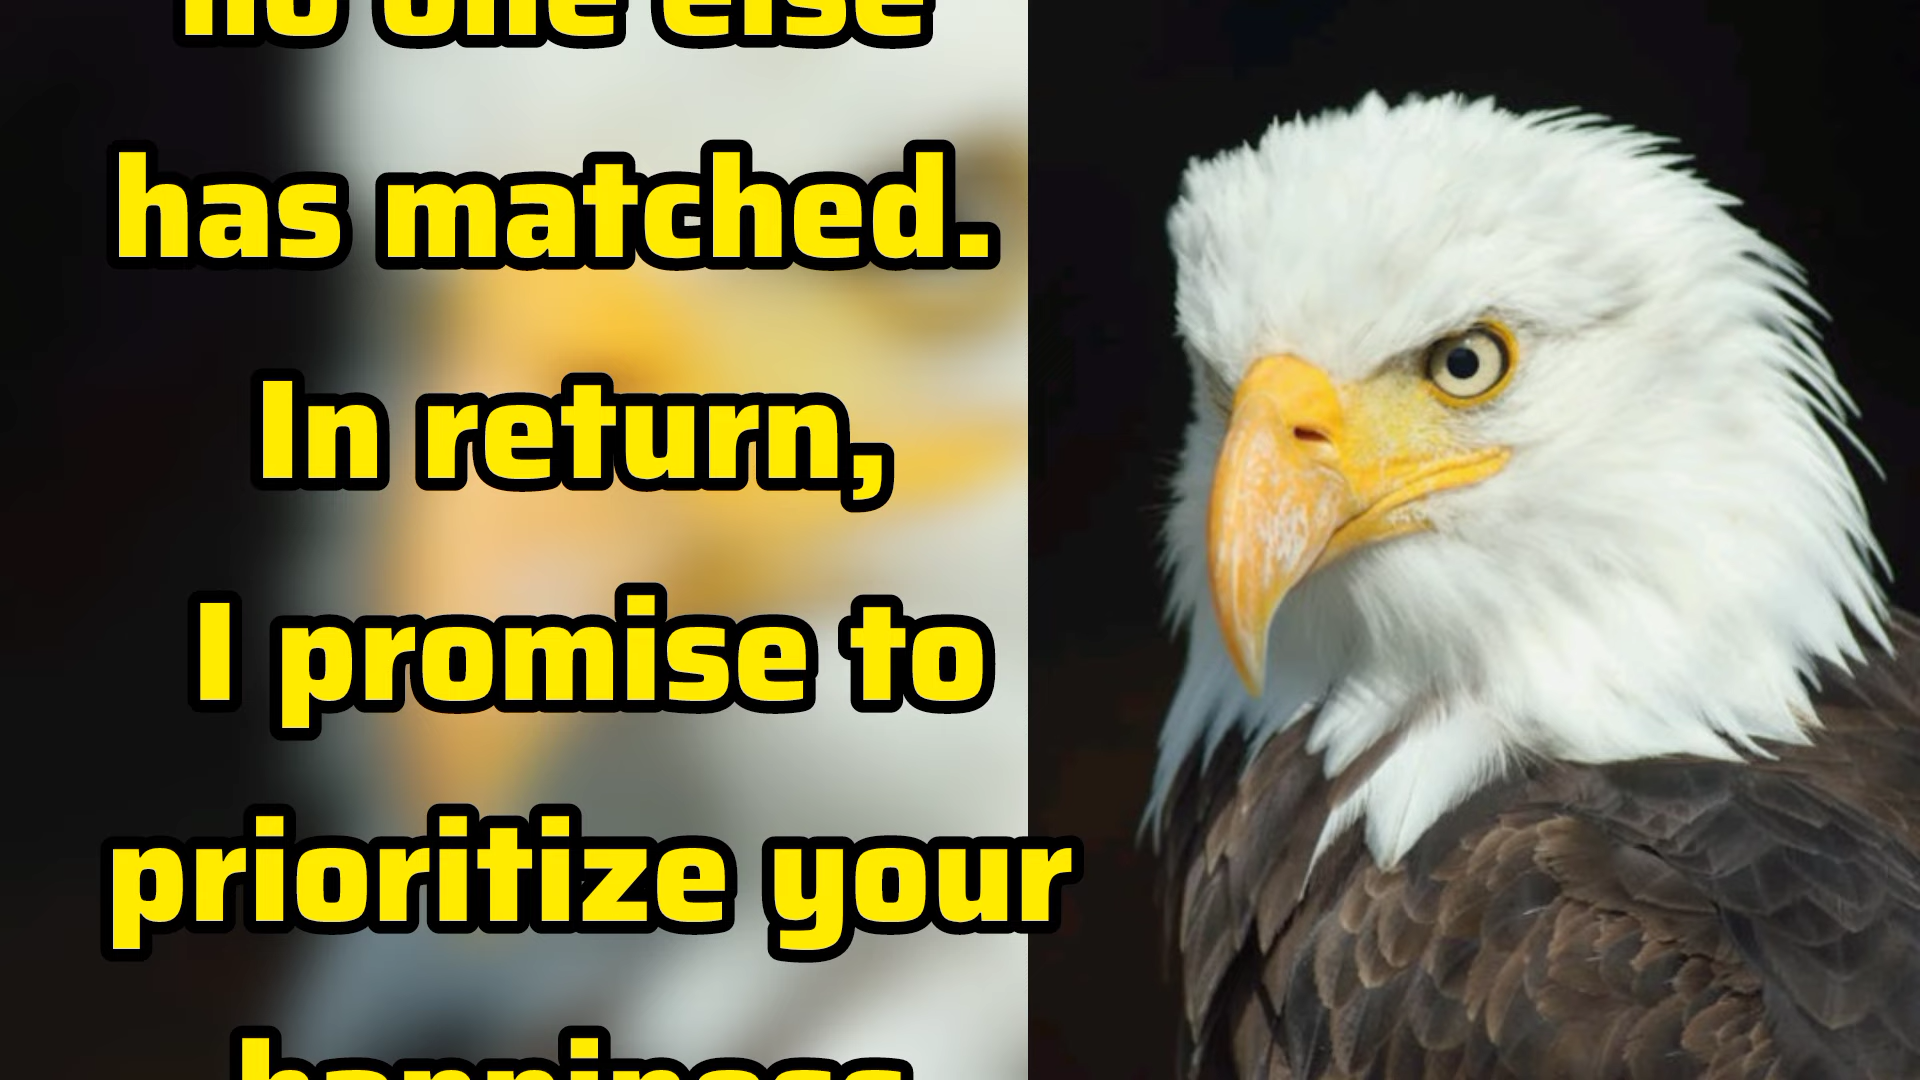 no one else
has matched.
In return,
I promise to
prioritize your
happiness